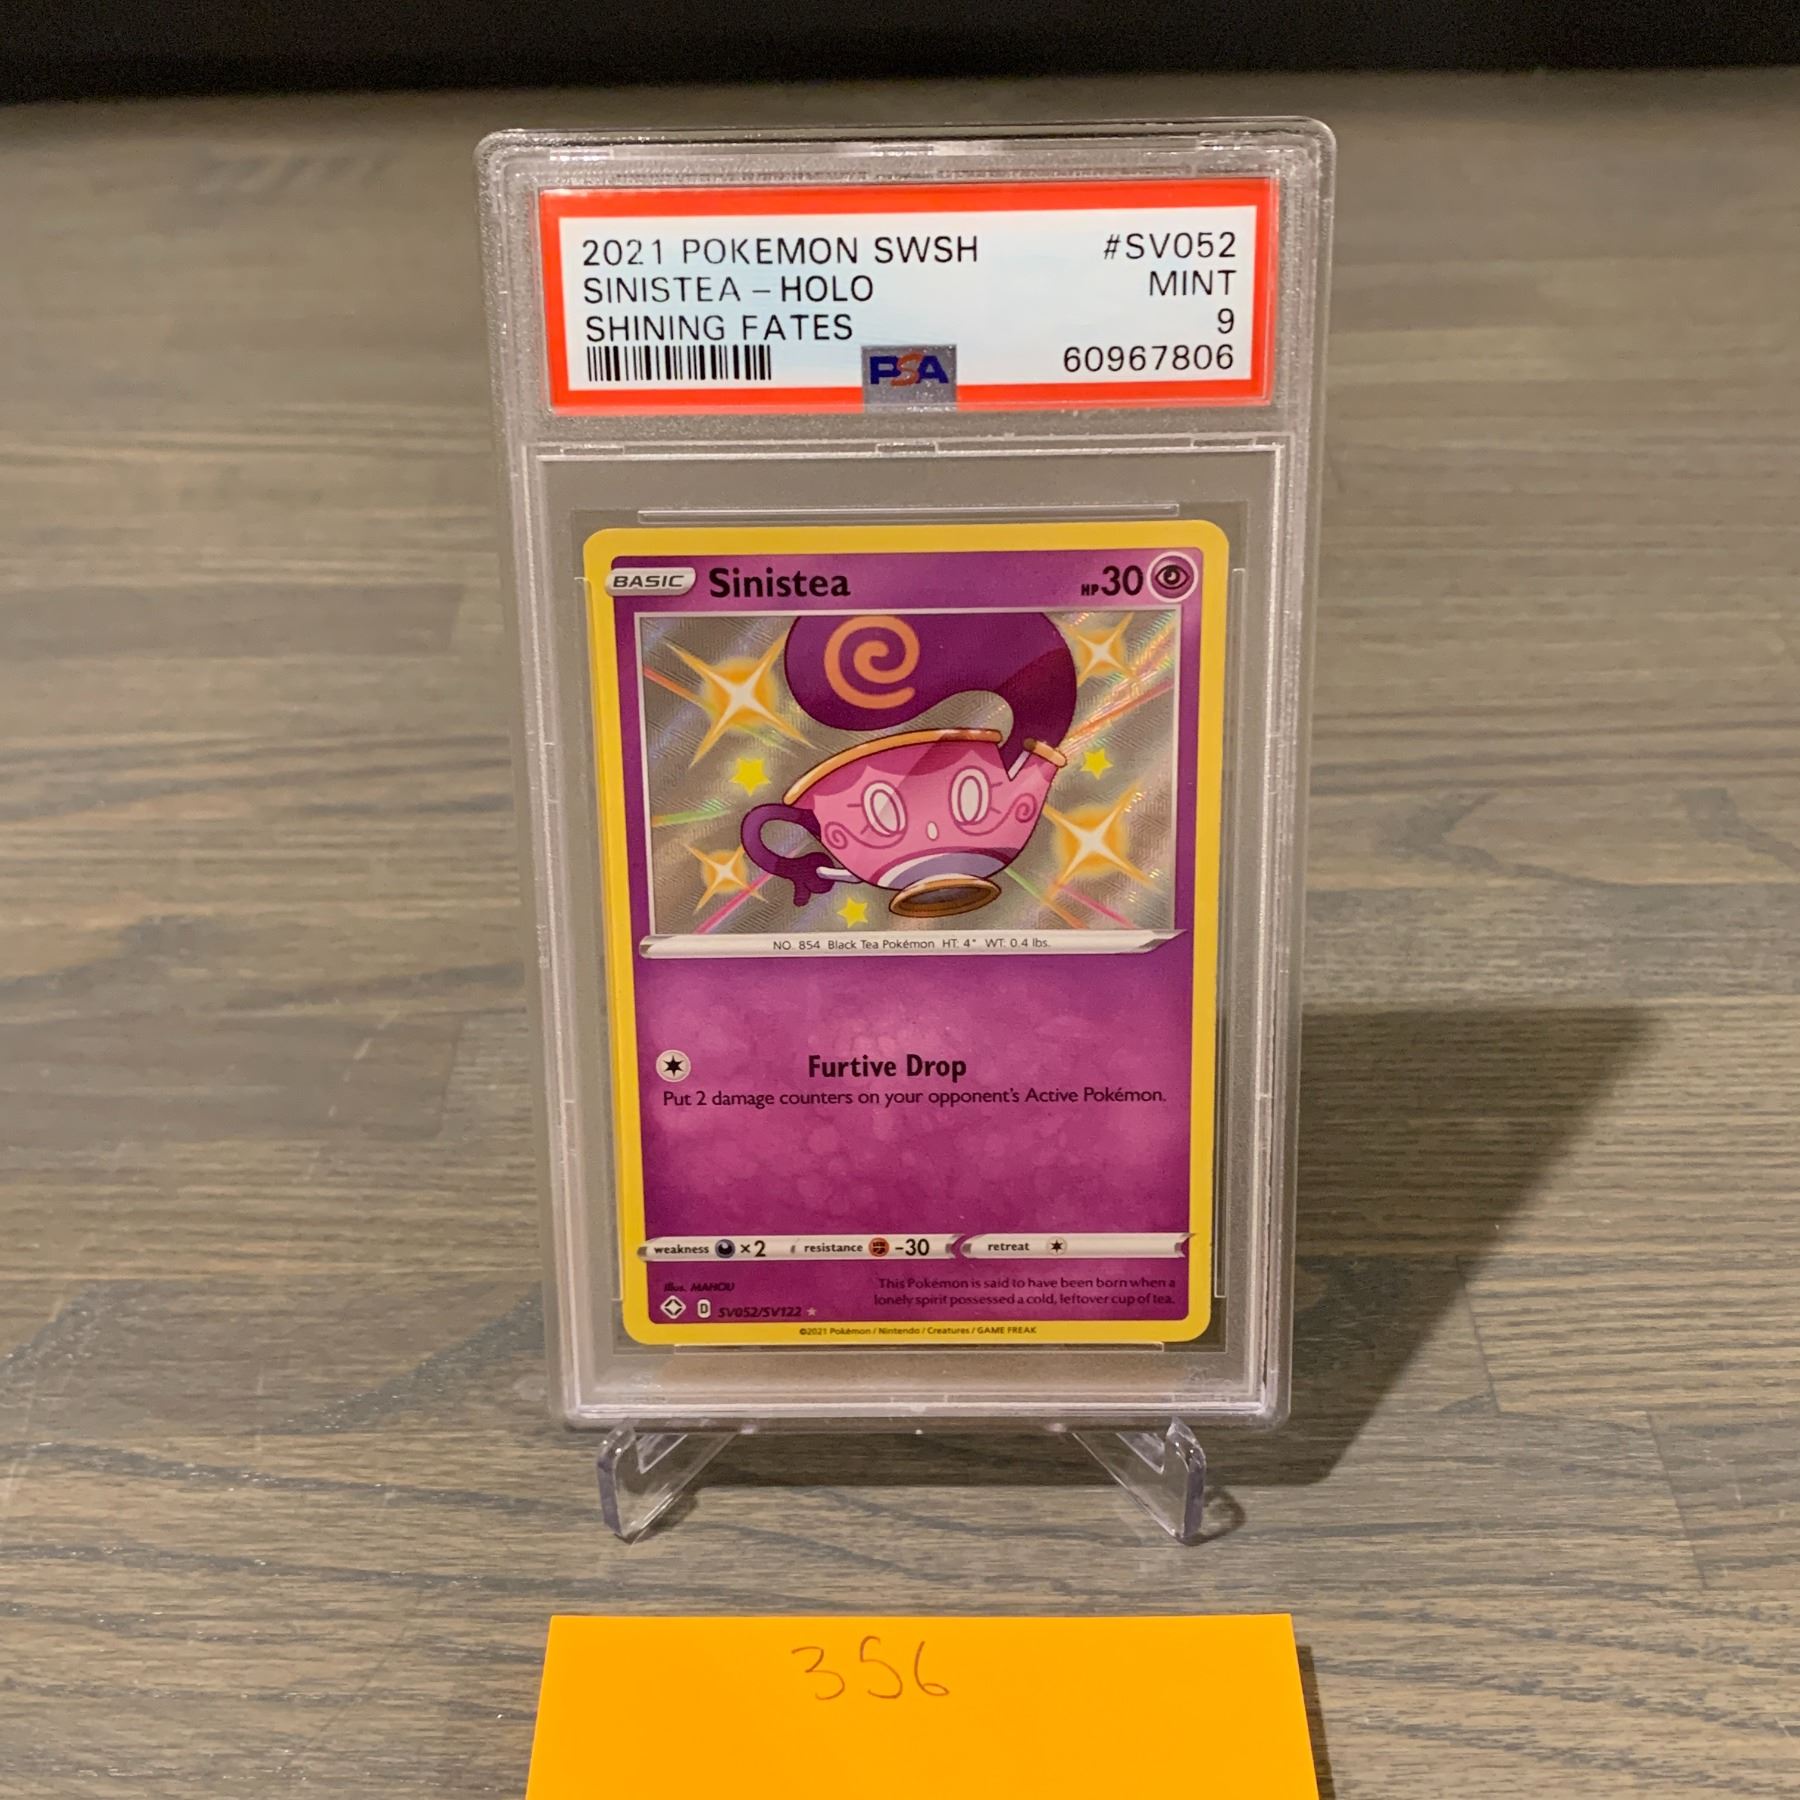 2021 POKEMON SWSH #SV052
SINISTEA - HOLO MINT
SHINING FATES 9
PSA 60967806
BASIC Sinistea HP30
NO. 854 Black Tea Pokémon HT: 4" WT: 0.4 lbs.
Furtive Drop
Put 2 damage counters on your opponent's Active Pokémon.
weakness ×2 resistance -30 retreat
Illus. MAHOU
This Pokémon is said to have been born when a
lonely spirit possessed a cold, leftover cup of tea.
D SV052/SV122
©2021 Pokémon / Nintendo / Creatures / GAME FREAK
356